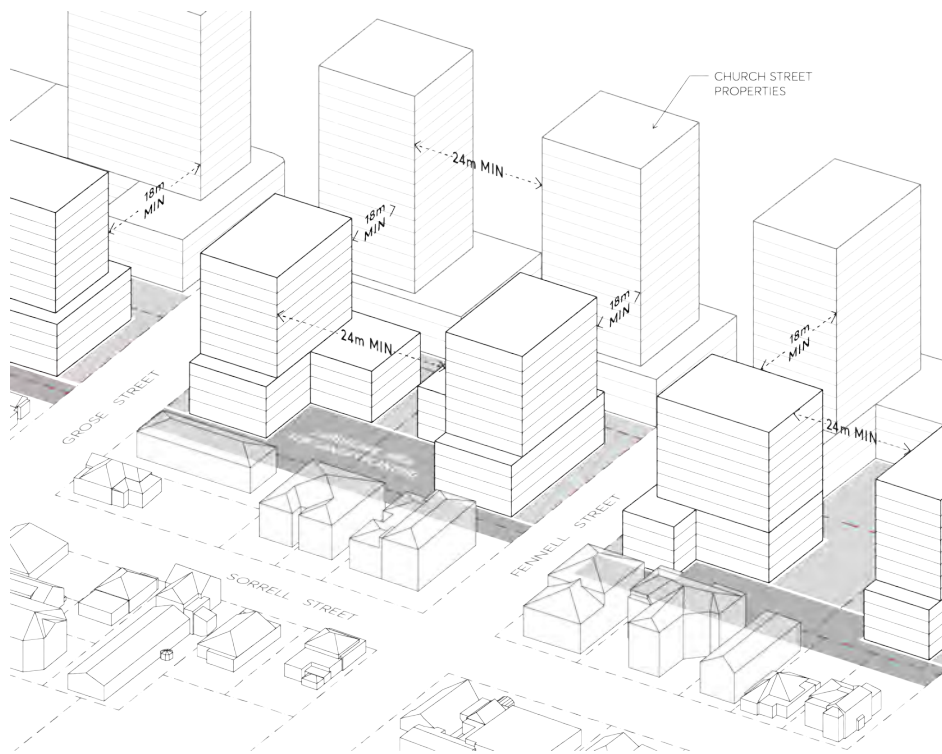 CHURCH STREET
PROPERTIES
24m MIN
18m
MIN
18m
MIN
18m
MIN
24m MIN
18m
MIN
24m MIN
GROSE STREET
FENNELL STREET
SORRELL STREET